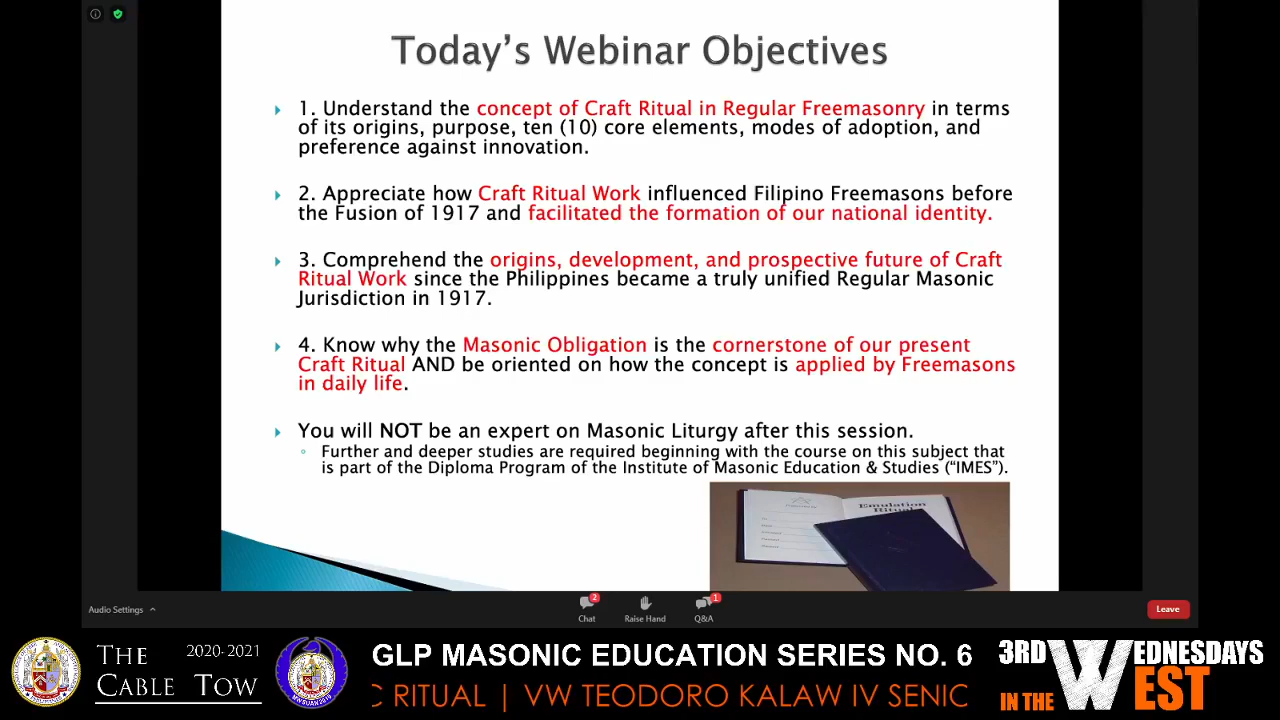 Today's Webinar Objectives
1. Understand the concept of Craft Ritual in Regular Freemasonry in terms
of its origins, purpose, ten (10) core elements, modes of adoption, and
preference against innovation.
2. Appreciate how Craft Ritual Work influenced Filipino Freemasons before
the Fusion of 1917 and facilitated the formation of our national identity.
3. Comprehend the origins, development, and prospective future of Craft
Ritual Work since the Philippines became a truly unified Regular Masonic
Jurisdiction in 1917.
4. Know why the Masonic Obligation is the cornerstone of our present
Craft Ritual AND be oriented on how the concept is applied by Freemasons
in daily life.
You will NOT be an expert on Masonic Liturgy after this session.
Further and deeper studies are required beginning with the course on this subject that
is part of the Diploma Program of the Institute of Masonic Education & Studies ("IMES").
Emulation
Ritual
Audio Settings
2
1
Chat
Raise Hand
Q&A
Leave
THE
CABLE TOW
2020-2021
GLP MASONIC EDUCATION SERIES NO. 6
C RITUAL | VW TEODORO KALAW IV SENIC
3RD WEDNESDAYS
IN THE WEST